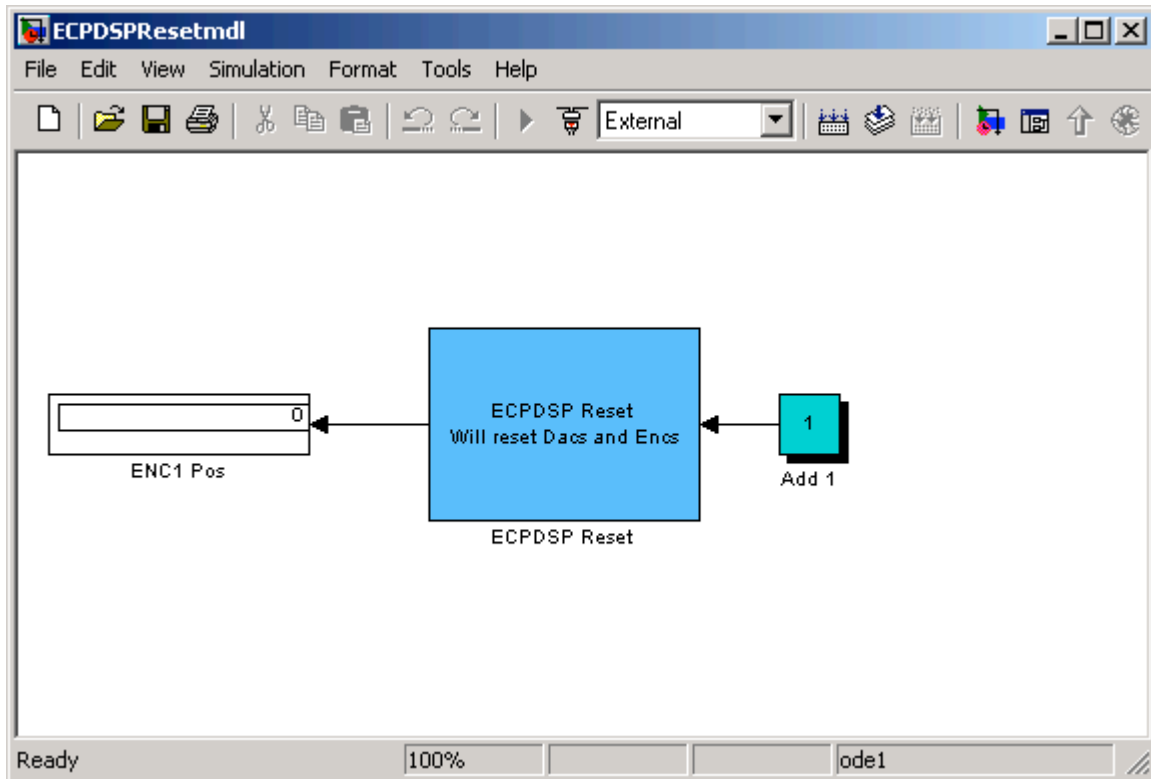 ECPDSPResetmdl
File Edit View Simulation Format Tools Help
External
0
ECPDSP Reset
Will reset Dacs and Encs
1
ENC1 Pos
Add 1
ECPDSP Reset
Ready 100% ode1